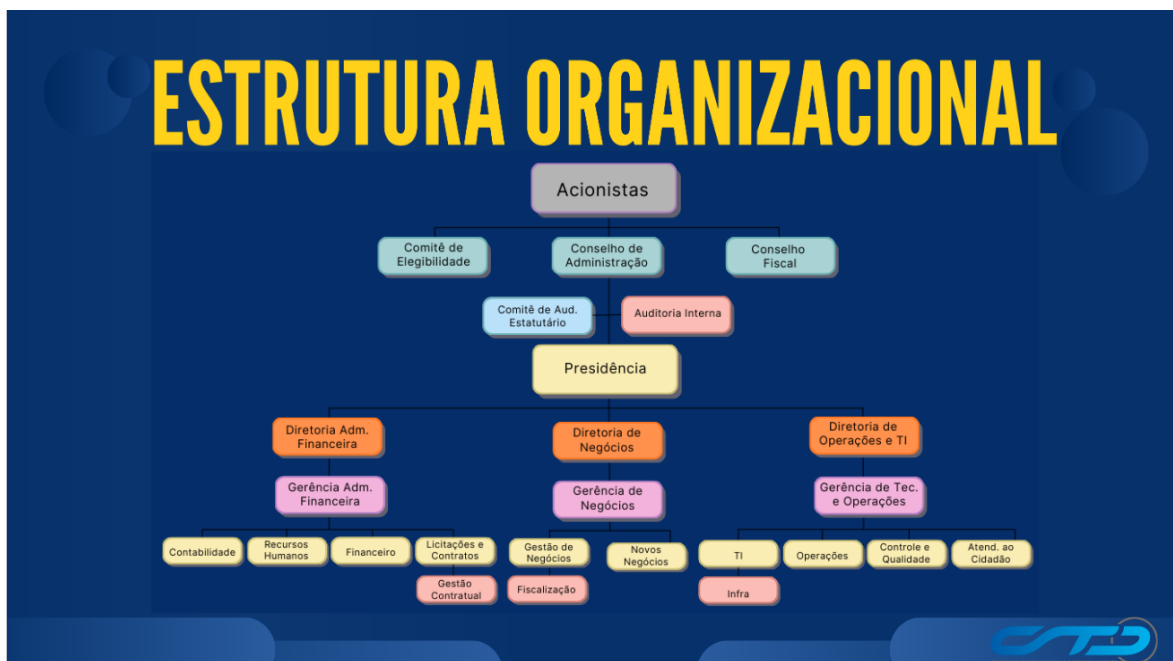 ESTRUTURA ORGANIZACIONAL
Acionistas
Comitê de
Elegibilidade
Conselho de
Administração
Conselho
Fiscal
Comitê de Aud.
Estatutário
Auditoria Interna
Presidência
Diretoria Adm.
Financeira
Diretoria de
Negócios
Diretoria de
Operações e TI
Gerência Adm.
Financeira
Gerência de
Negócios
Gerência de Tec.
e Operações
Contabilidade
Recursos
Humanos
Financeiro
Licitações e
Contratos
Gestão
Contratual
Gestão de
Negócios
Fiscalização
Novos
Negócios
TI
Infra
Operações
Controle e
Qualidade
Atend. ao
Cidadão